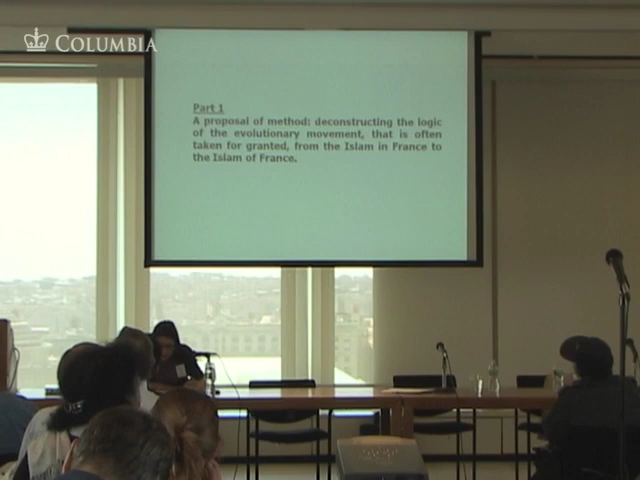 COLUMBIA
Part 1
A proposal of method: deconstructing the logic
of the evolutionary movement, that is often
taken for granted, from the Islam in France to
the Islam of France.